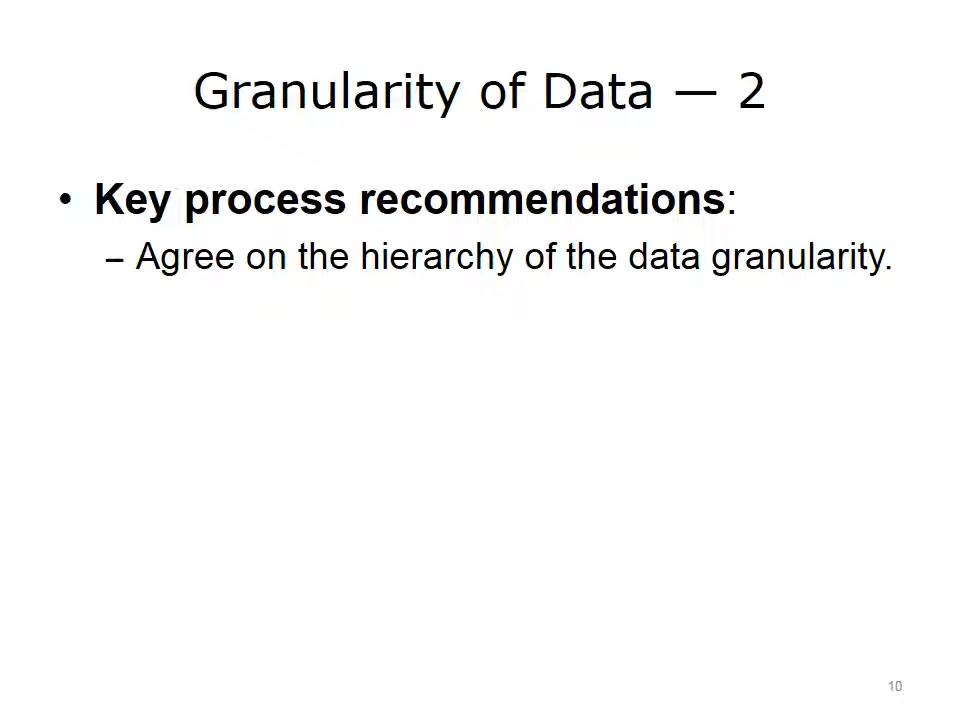 Granularity of Data — 2
• Key process recommendations:
– Agree on the hierarchy of the data granularity.
10